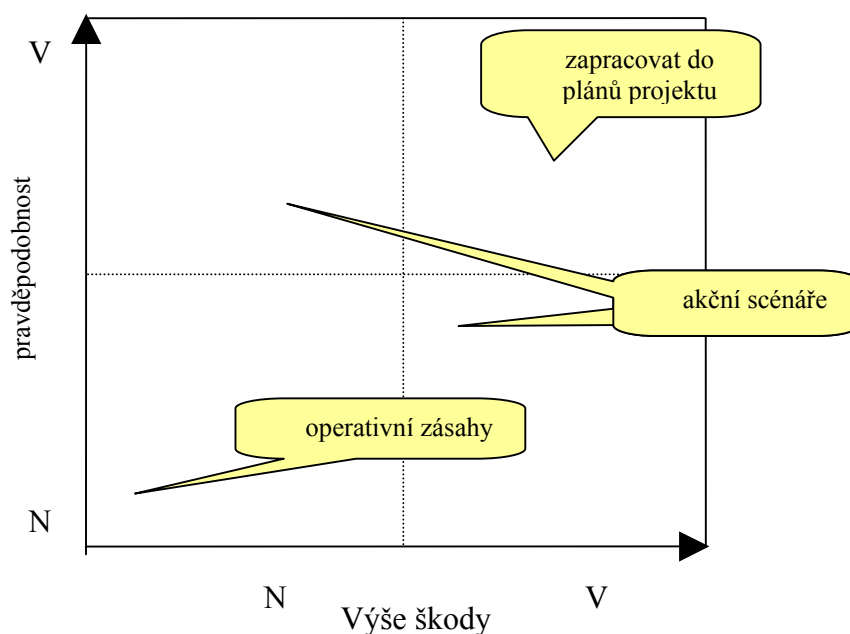 V
zapracovat do
plánů projektu
pravděpodobnost
akční scénáře
operativní zásahy
N
N
V
Výše škody